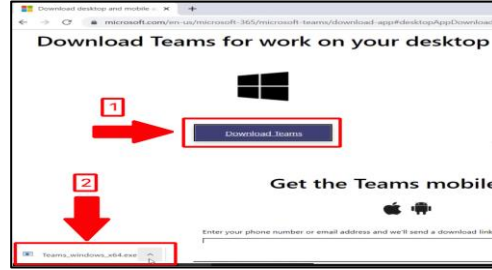 Download desktop and mobile
microsoft.com/en-us/microsoft-365/microsoft-teams/download-app#desktopAppDownload
Download Teams for work on your desktop
1
Download Teams
2
Get the Teams mobile
Enter your phone number or email address and we'll send a download link
Teams_windows_x64.exe